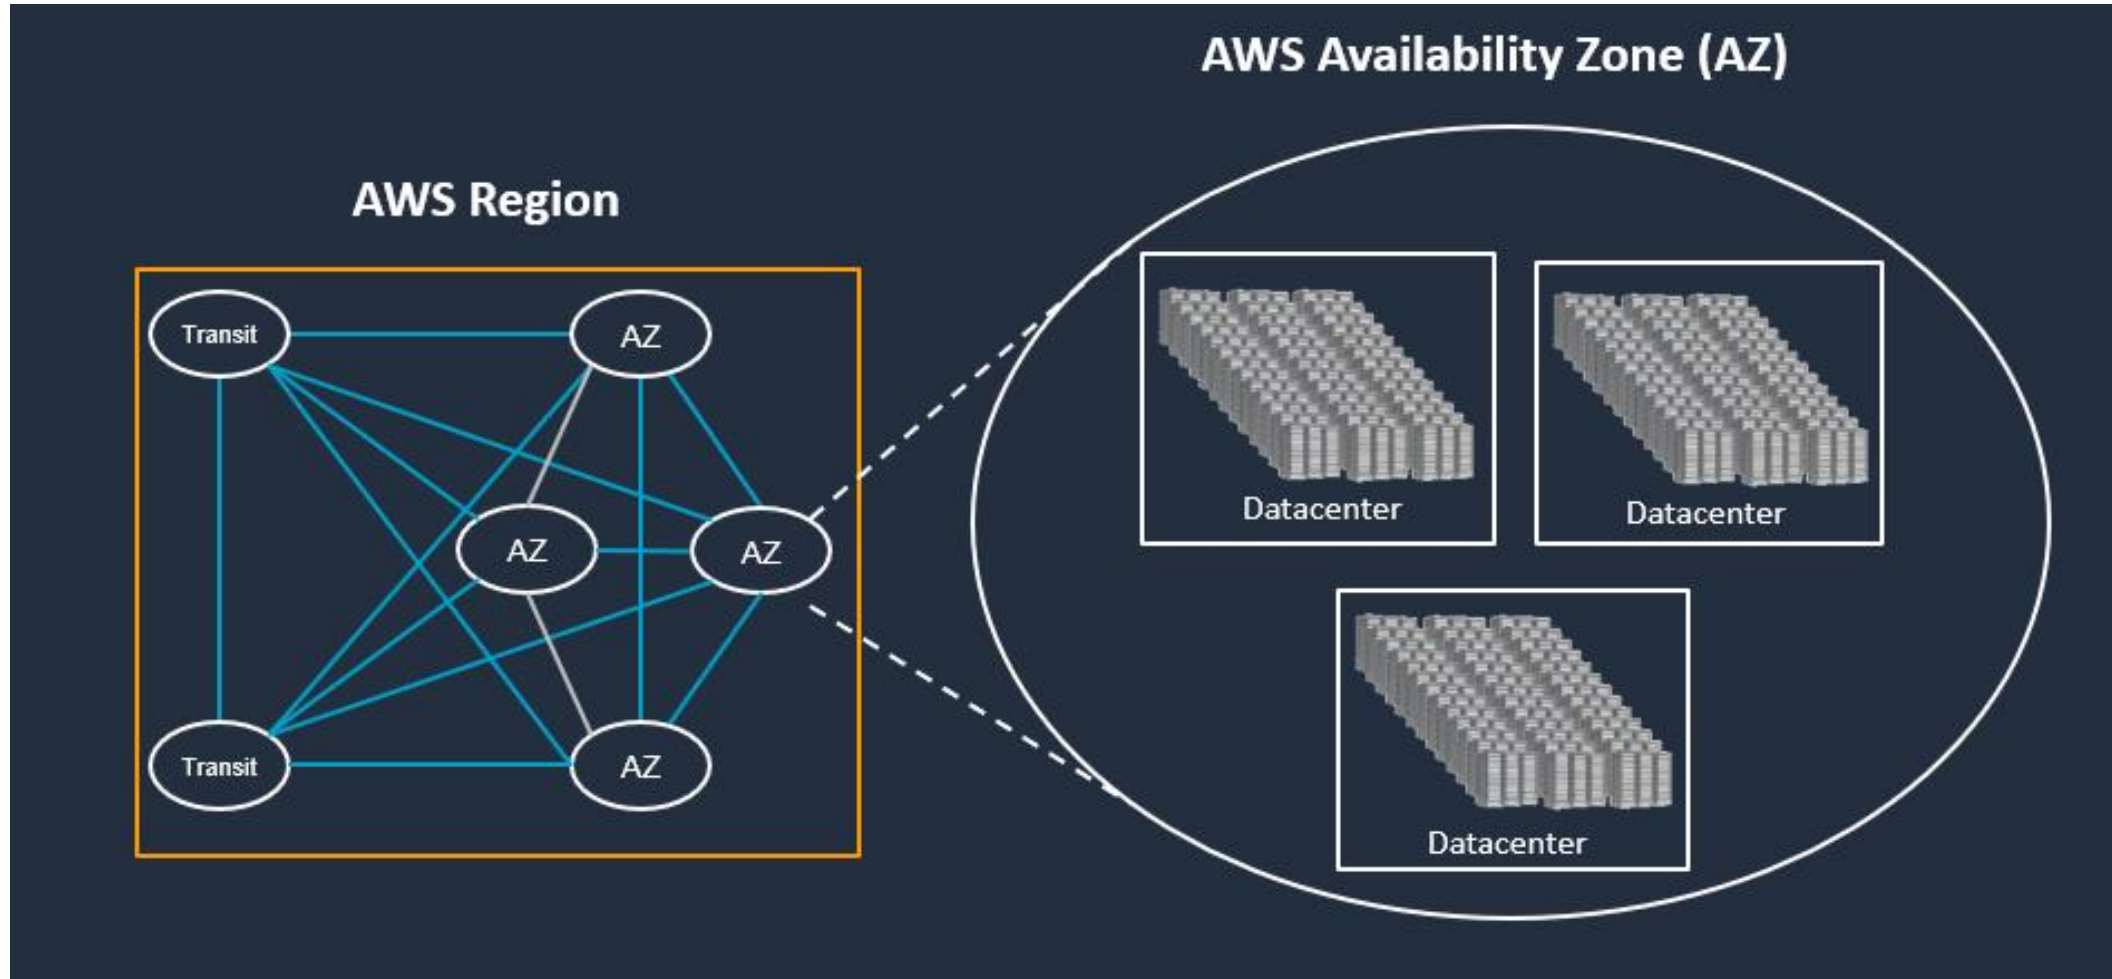 AWS Availability Zone (AZ)
AWS Region
Transit
AZ
AZ
AZ
Transit
AZ
Datacenter
Datacenter
Datacenter